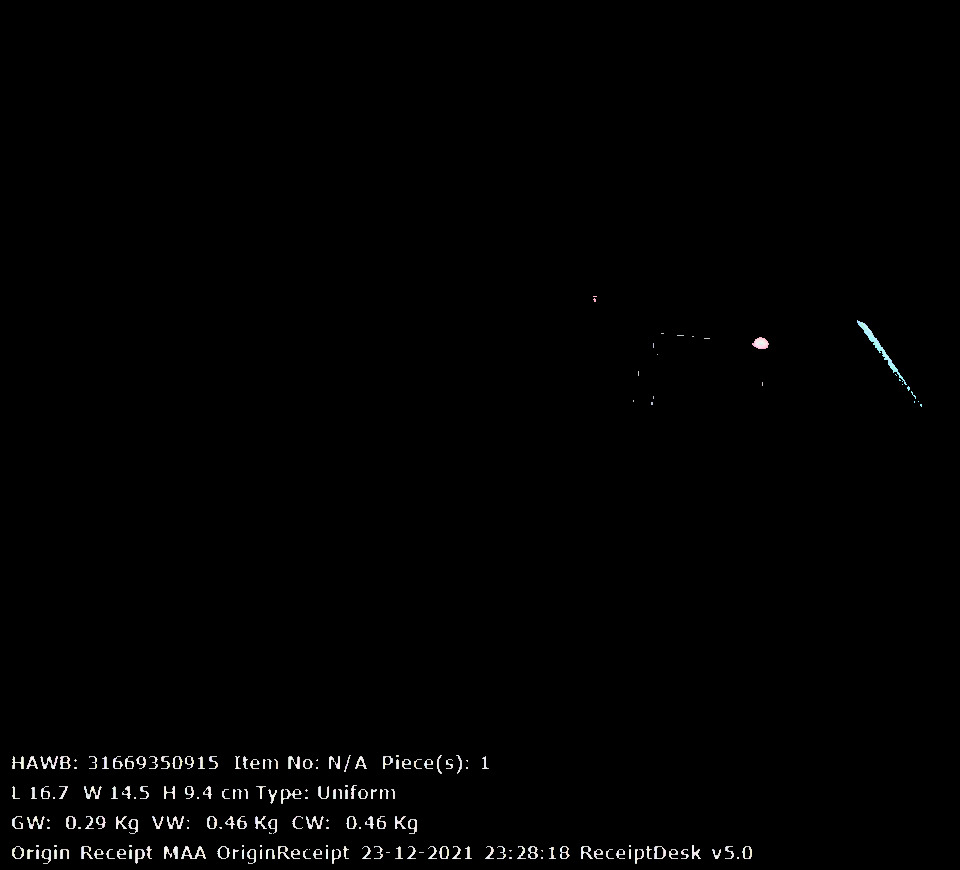 HAWB: 31669350915 Item No: N/A Piece(s): 1
L 16.7 W 14.5 H 9.4 cm Type: Uniform
GW: 0.29 Kg VW: 0.46 Kg CW: 0.46 Kg
Origin Receipt MAA OriginReceipt 23-12-2021 23:28:18 ReceiptDesk v5.0